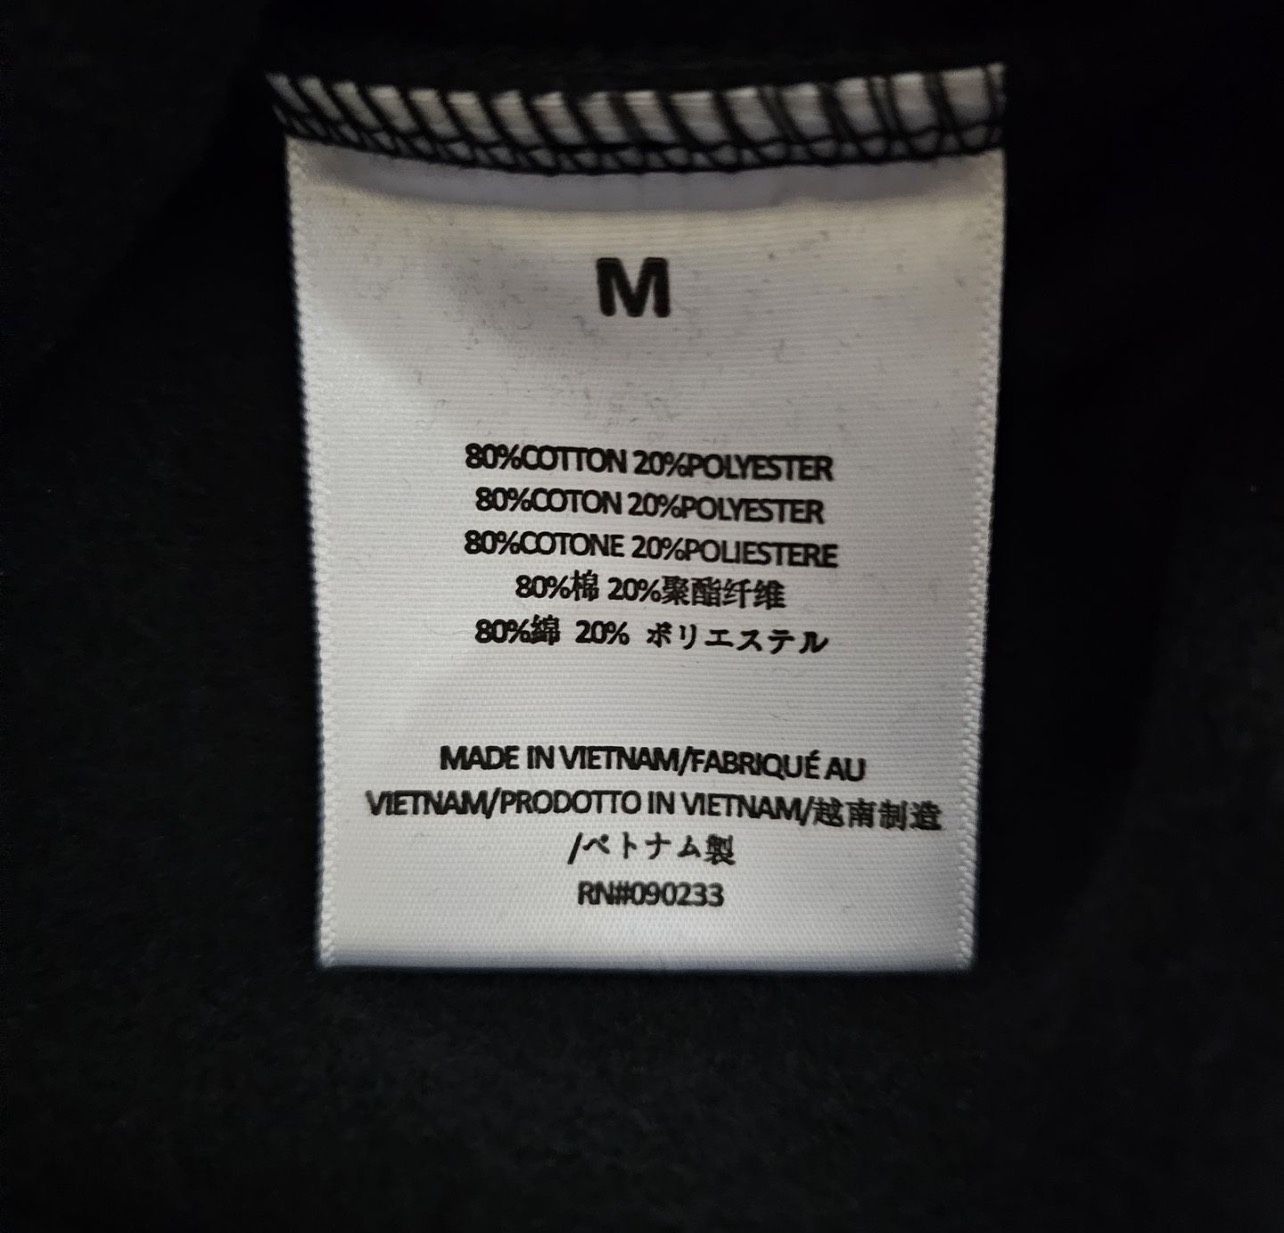 M
80%COTTON 20%POLYESTER
80%COTON 20%POLYESTER
80%COTONE 20%POLIESTERE
80%棉 20%聚酯纤维
80%綿 20% ポリエステル
MADE IN VIETNAM/FABRIQUÉ AU
VIETNAM/PRODOTTO IN VIETNAM/越南制造
/ベトナム製
RN#090233